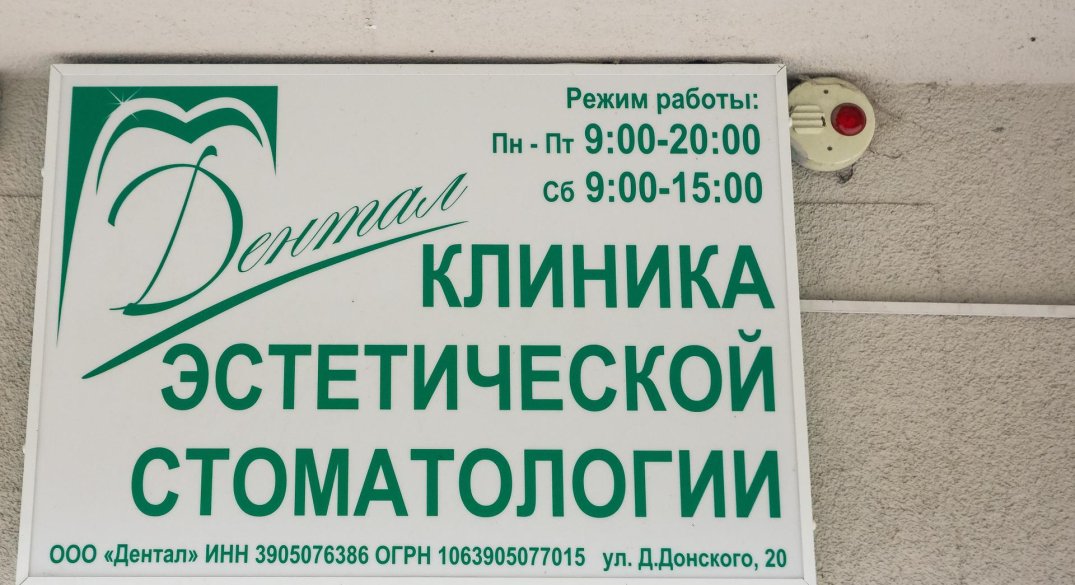 Режим работы:
Пн - Пт 9:00-20:00
Сб 9:00-15:00
Дентал
КЛИНИКА
ЭСТЕТИЧЕСКОЙ
СТОМАТОЛОГИИ
ООО «Дентал» ИНН 3905076386 ОГРН 1063905077015 ул. Д.Донского, 20